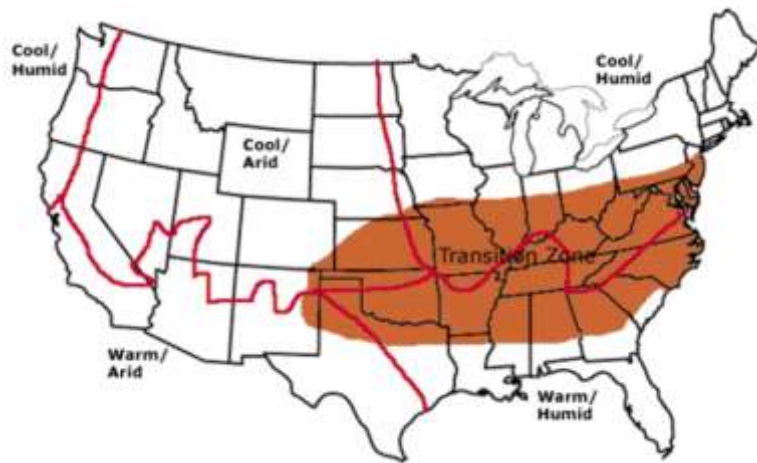 Cool/
Humid
Cool/
Humid
Cool/
Arid
Transition Zone
Warm/
Arid
Warm/
Humid